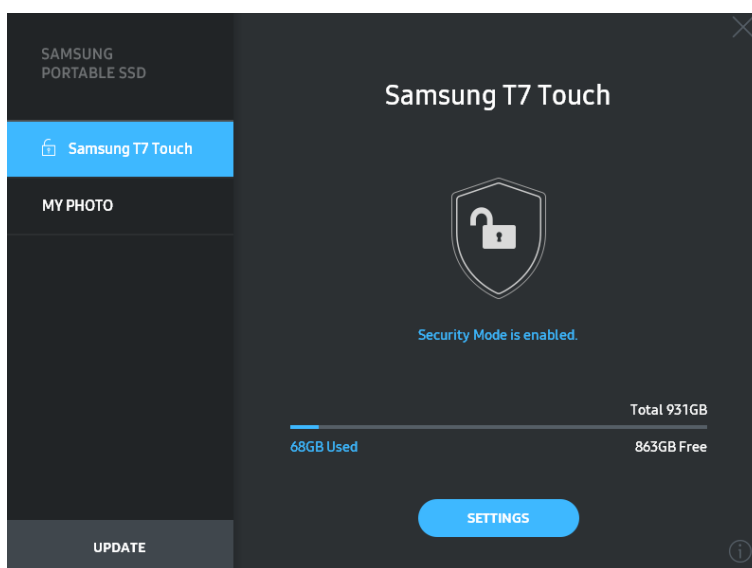 SAMSUNG
PORTABLE SSD
Samsung T7 Touch
MY PHOTO
UPDATE
Samsung T7 Touch
Security Mode is enabled.
Total 931GB
68GB Used
863GB Free
SETTINGS